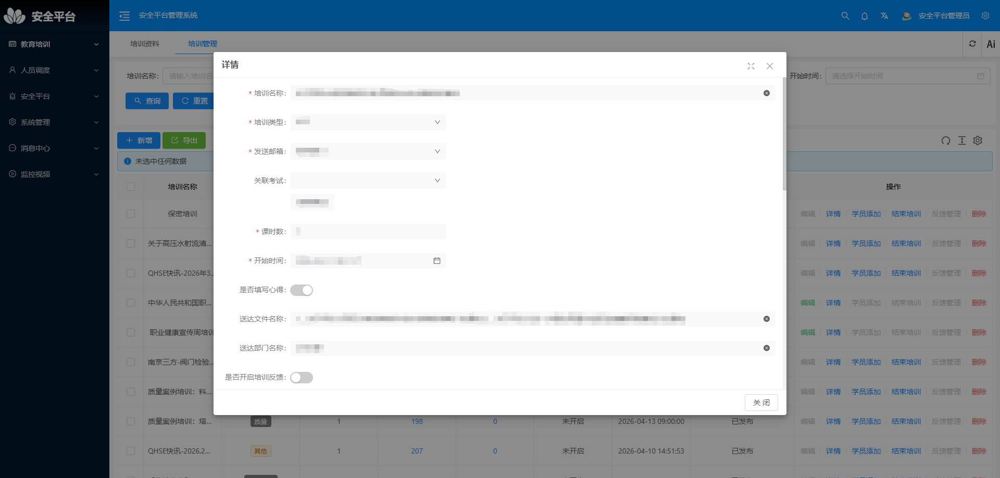 安全平台
安全平台管理系统
安全平台管理员
教育培训
人员调度
安全平台
系统管理
消息中心
监控视频
培训资料
培训管理
Ai
培训名称:
请输入培训名
开始时间:
请选择开始时间
查询
重置
新增
导出
未选中任何数据
培训名称
操作
保密培训
编辑 详情 学员添加 结束培训 反馈管理 删除
关于高压水射流清...
编辑 详情 学员添加 结束培训 反馈管理 删除
QHSE快讯-2026年3...
编辑 详情 学员添加 结束培训 反馈管理 删除
中华人民共和国职...
编辑 详情 学员添加 结束培训 反馈管理 删除
职业健康宣传周培训
编辑 详情 学员添加 结束培训 反馈管理 删除
南京三方-阀门检验...
编辑 详情 学员添加 结束培训 反馈管理 删除
质量案例培训：料...
编辑 详情 学员添加 结束培训 反馈管理 删除
质量案例培训：塔...
质量 1 198 0 未开启 2026-04-13 09:00:00 已发布 编辑 详情 学员添加 结束培训 反馈管理 删除
QHSE快讯-2026.2...
其他 1 207 0 未开启 2026-04-10 14:51:53 已发布 编辑 详情 学员添加 结束培训 反馈管理 删除
详情
* 培训名称:
* 培训类型:
* 发送邮箱:
关联考试:
* 课时数:
* 开始时间:
是否填写心得:
送达文件名称:
送达部门名称:
是否开启培训反馈:
关 闭